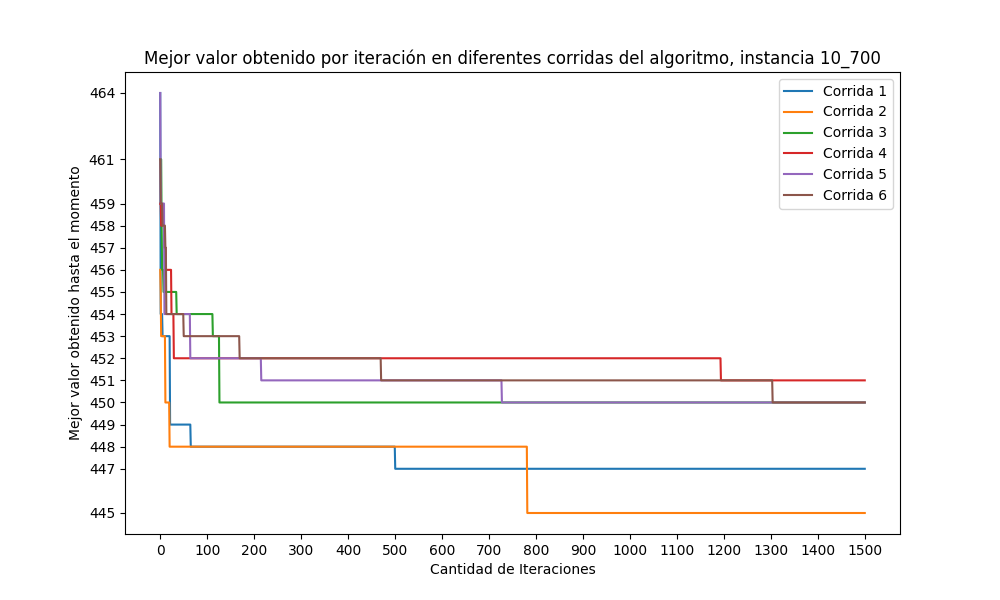 Mejor valor obtenido por iteración en diferentes corridas del algoritmo, instancia 10_700
Mejor valor obtenido hasta el momento
464
461
459
458
457
456
455
454
453
452
451
450
449
448
447
445
Corrida 1
Corrida 2
Corrida 3
Corrida 4
Corrida 5
Corrida 6
0 100 200 300 400 500 600 700 800 900 1000 1100 1200 1300 1400 1500
Cantidad de Iteraciones